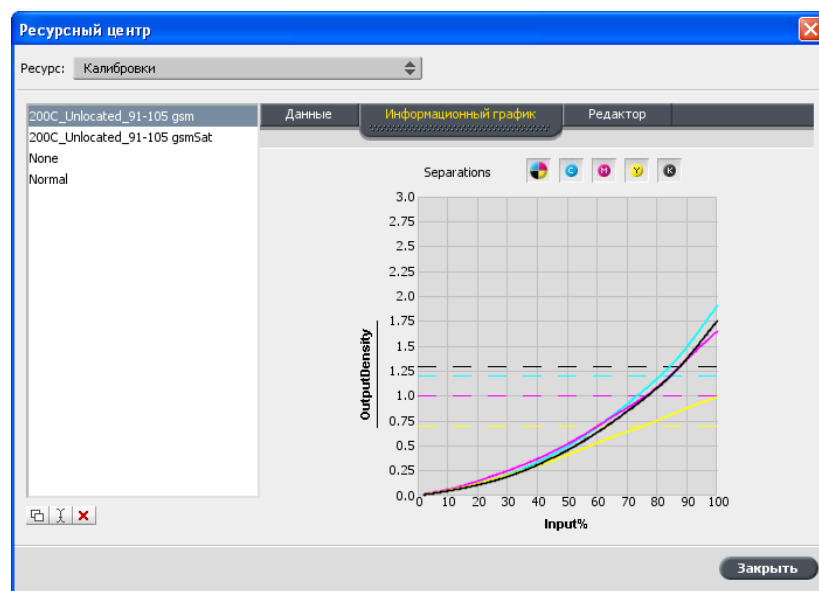 Ресурсный центр
Ресурс: Калибровки
200C_Unlocated_91-105 gsm
200C_Unlocated_91-105 gsmSat
None
Normal
Данные Информационный график Редактор
Separations C M Y K
3.0
2.75
2.5
2.25
2.0
1.75
1.5
1.25
1.0
0.75
0.5
0.25
0.0
OutputDensity
0 10 20 30 40 50 60 70 80 90 100
Input%
Закрыть